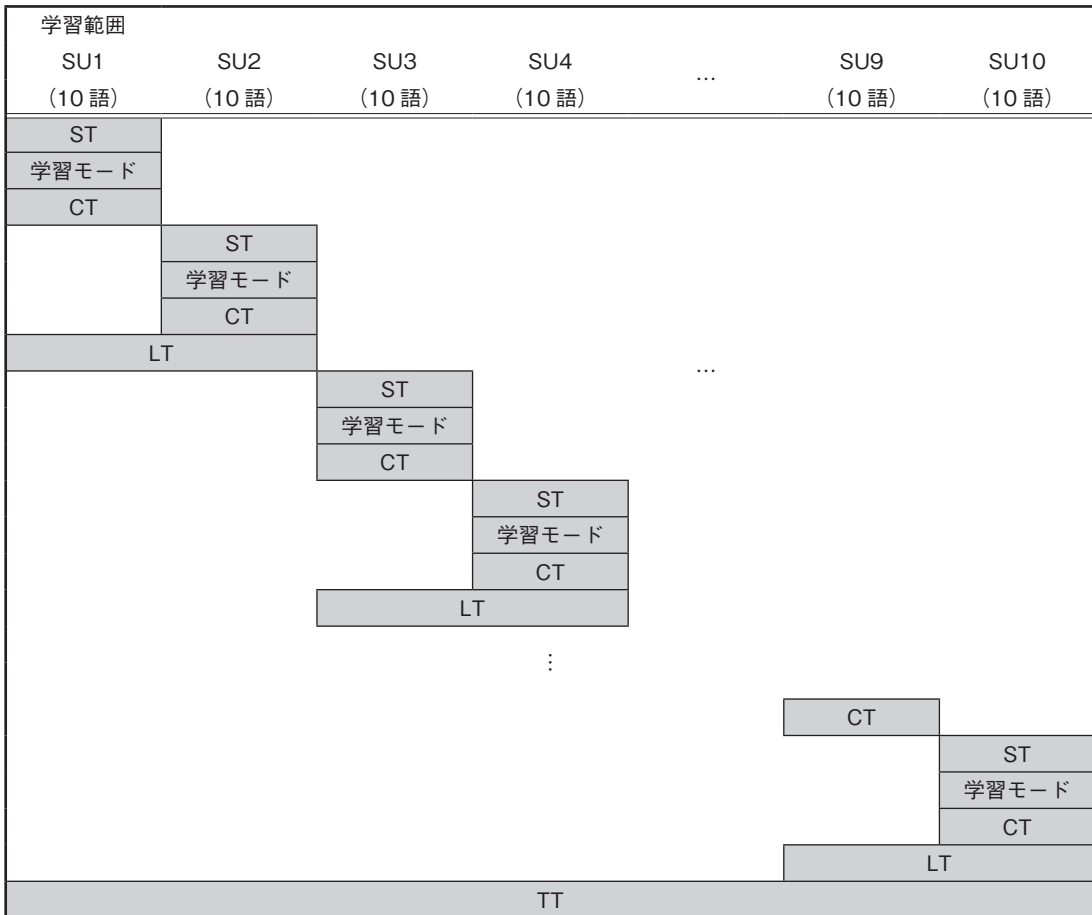 学習範囲
SU1 SU2 SU3 SU4 … SU9 SU10
（10 語） （10 語） （10 語） （10 語） （10 語） （10 語）
ST
学習モード
CT
ST
学習モード
CT
LT
…
ST
学習モード
CT
ST
学習モード
CT
LT
⋮
CT
ST
学習モード
CT
LT
TT